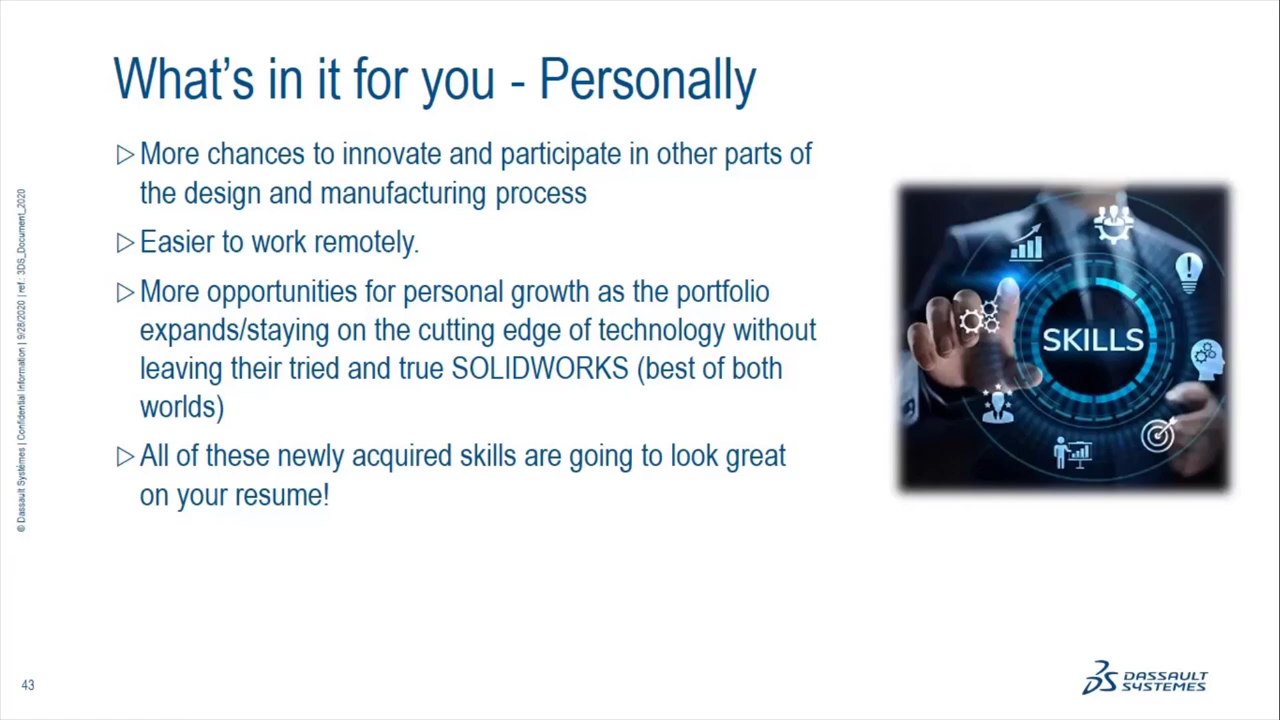 What's in it for you - Personally
More chances to innovate and participate in other parts of
the design and manufacturing process
Easier to work remotely.
More opportunities for personal growth as the portfolio
expands/staying on the cutting edge of technology without
leaving their tried and true SOLIDWORKS (best of both
worlds)
All of these newly acquired skills are going to look great
on your resume!
SKILLS
© Dassault Systèmes | Confidential Information | 9/28/2020 | ref.: 3DS_Document_2020
43
DASSAULT
SYSTEMES